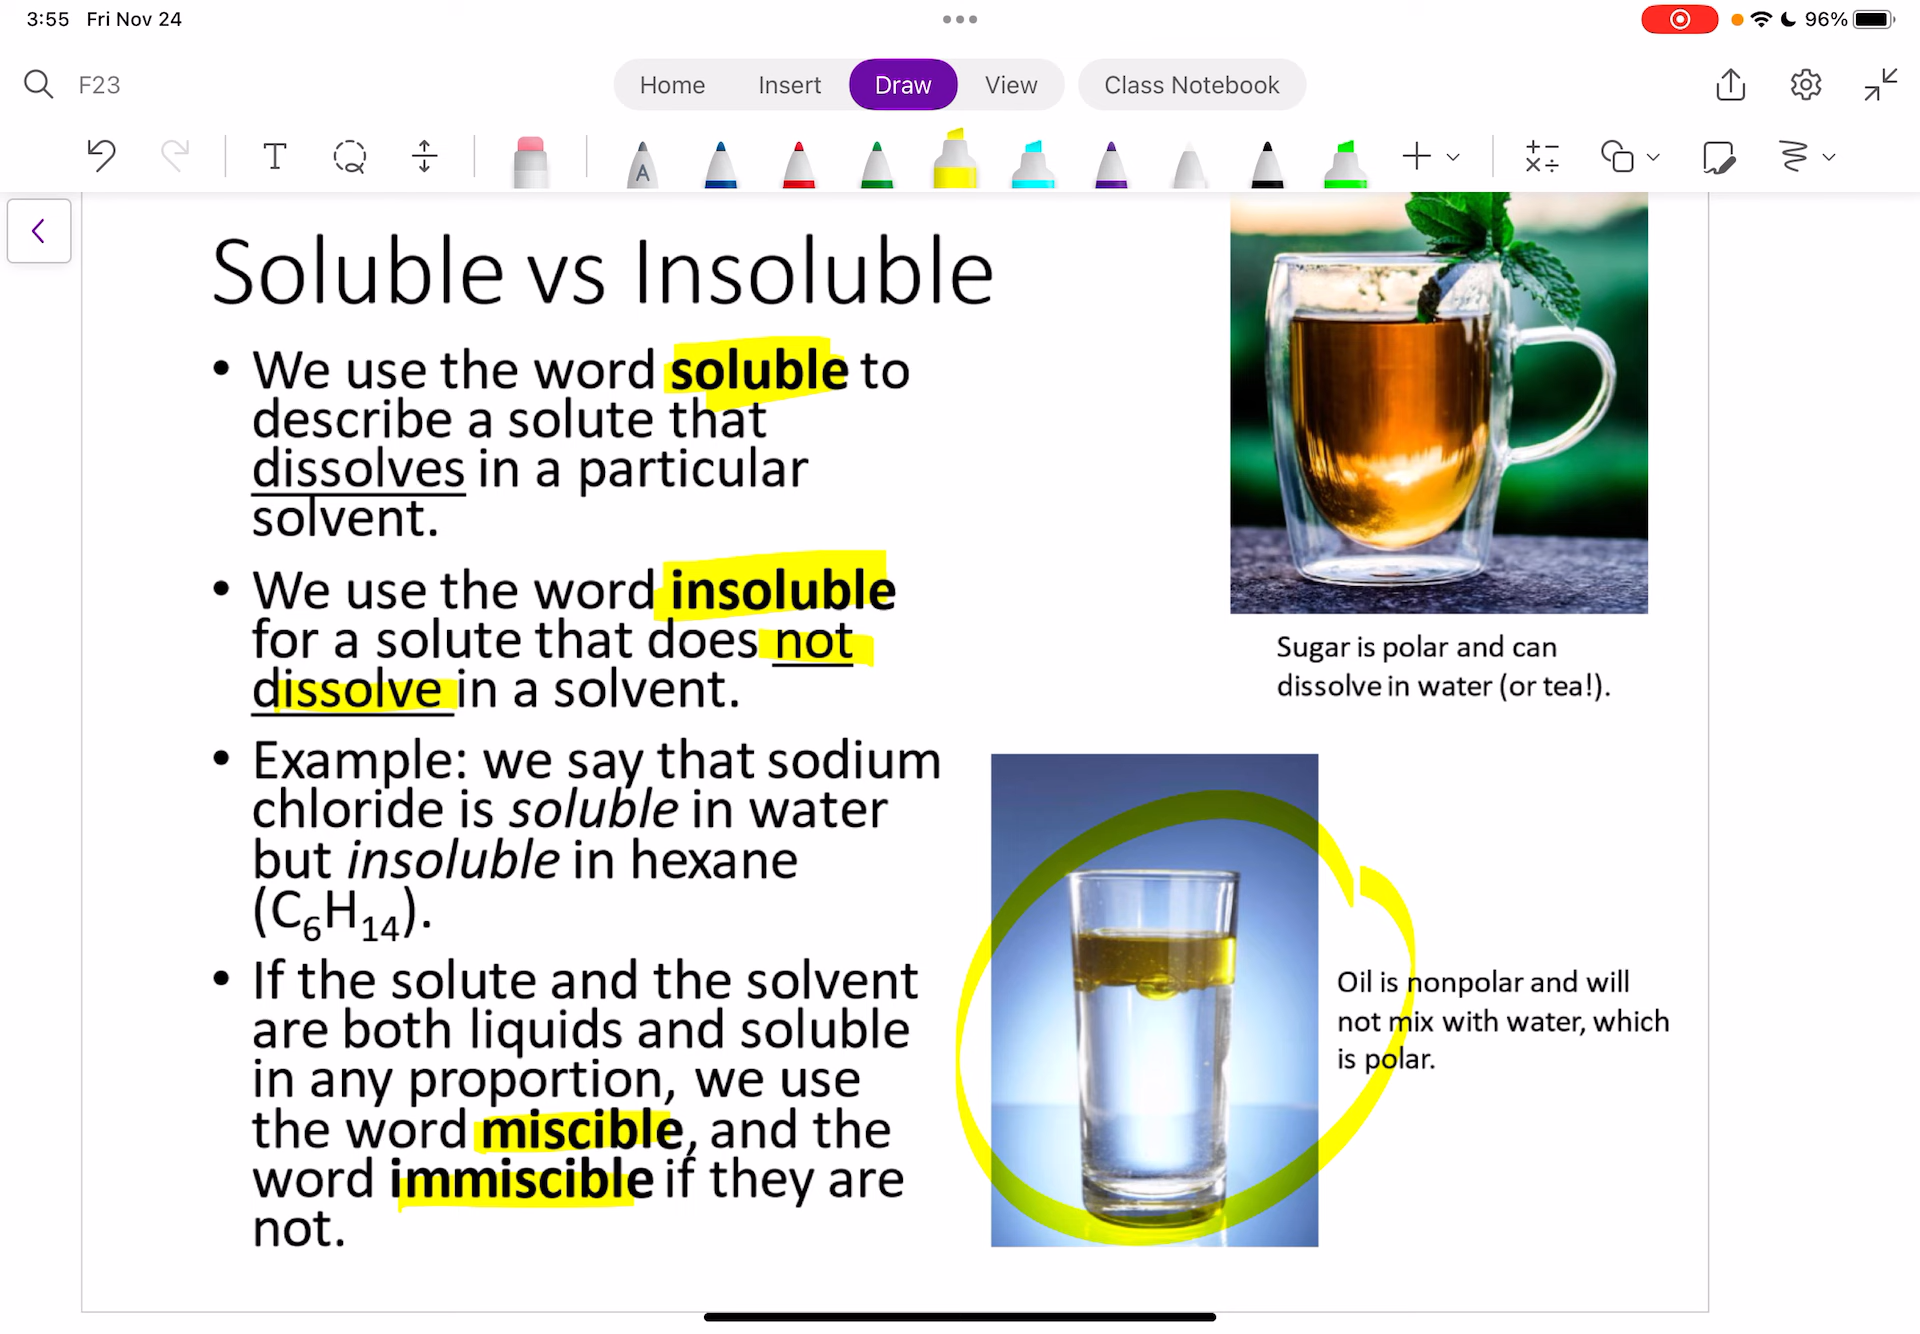 3:55 Fri Nov 24
96%
F23
Home Insert Draw View Class Notebook
T
A
Soluble vs Insoluble
• We use the word soluble to
describe a solute that
dissolves in a particular
solvent.
• We use the word insoluble
for a solute that does not
dissolve in a solvent.
• Example: we say that sodium
chloride is soluble in water
but insoluble in hexane
(C₆H₁₄).
• If the solute and the solvent
are both liquids and soluble
in any proportion, we use
the word miscible, and the
word immiscible if they are
not.
Sugar is polar and can
dissolve in water (or tea!).
Oil is nonpolar and will
not mix with water, which
is polar.